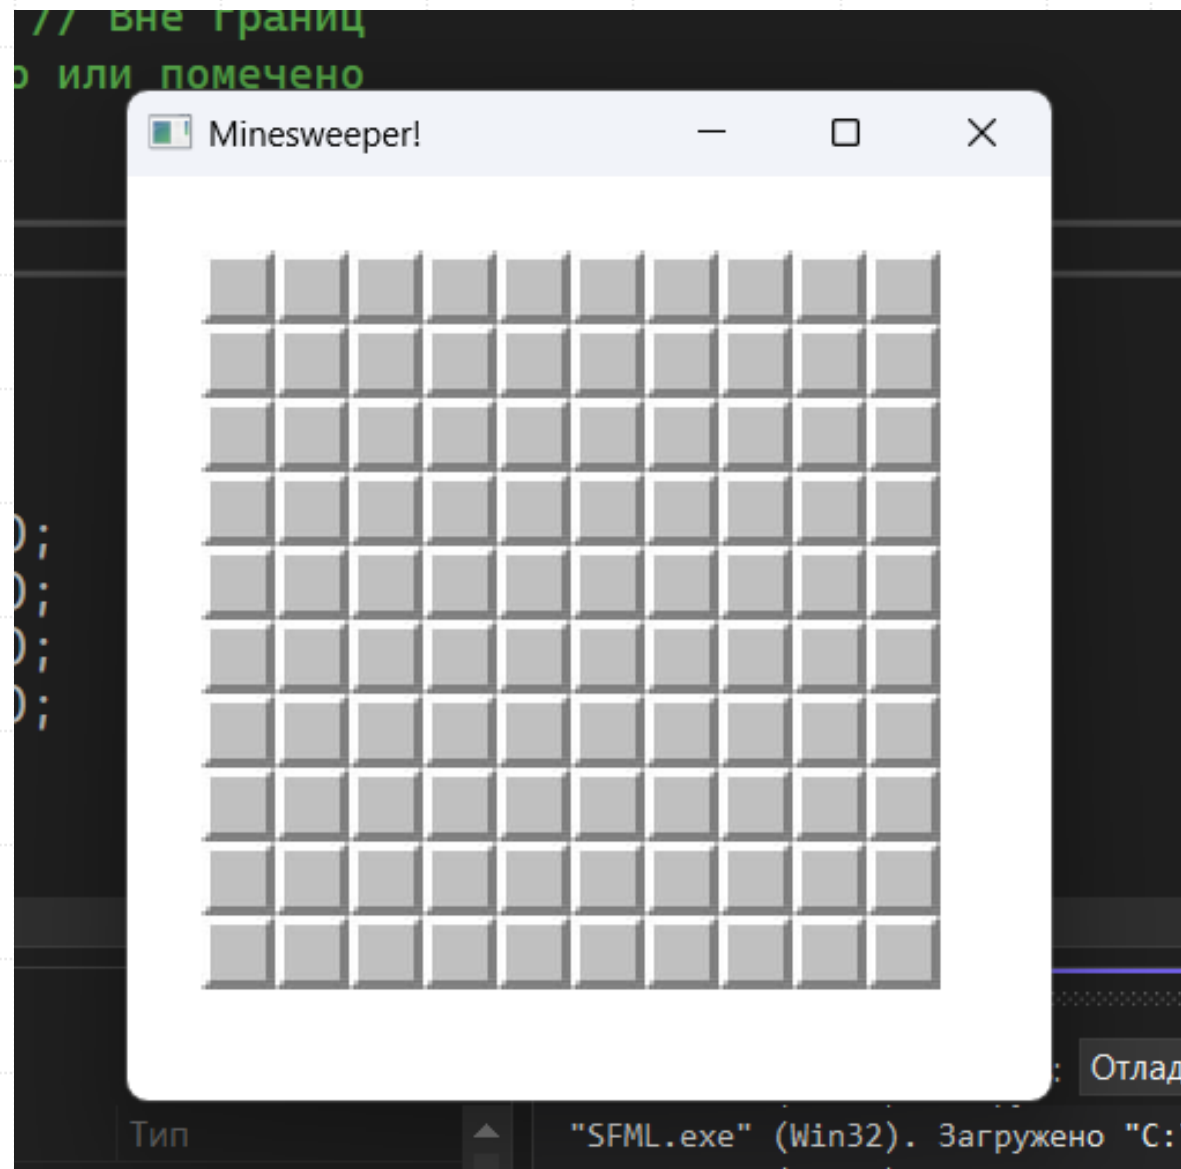 // Вне границ
о или помечено
Minesweeper!
);
);
);
);
: Отлад
Тип
"SFML.exe" (Win32). Загружено "C: